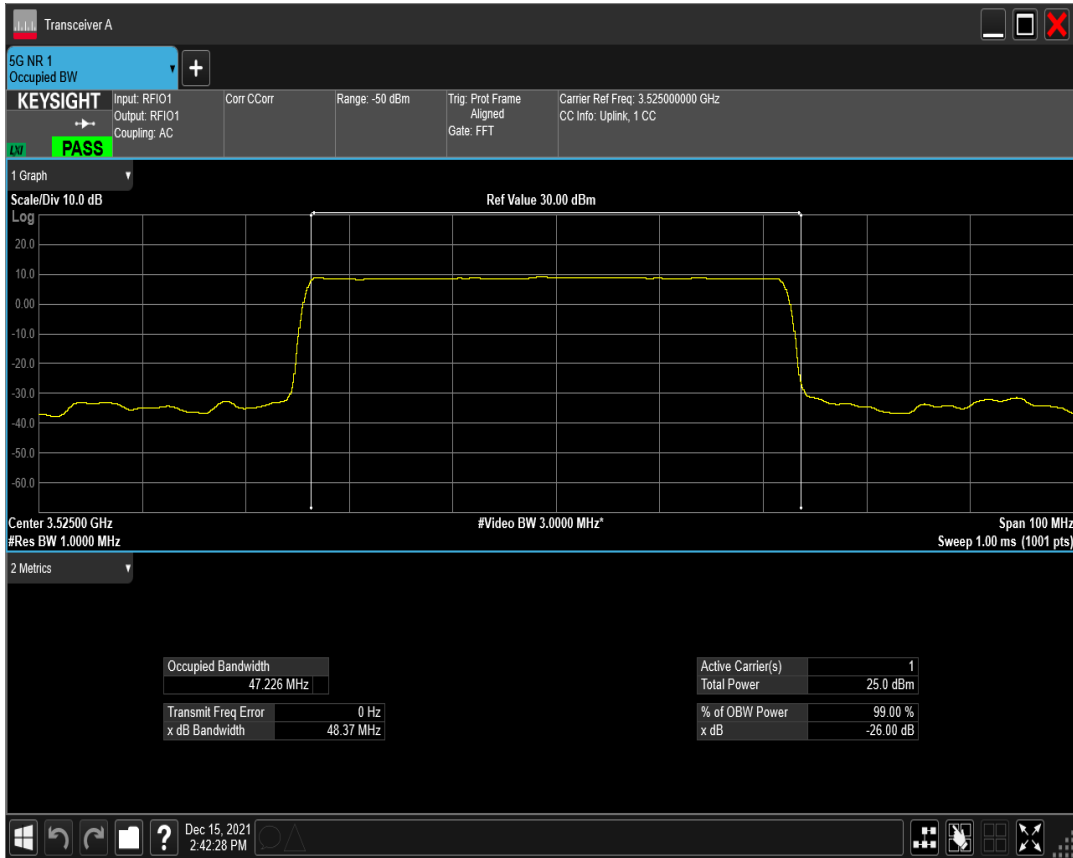 Transceiver A
5G NR 1
Occupied BW
KEYSIGHT
Input: RFIO1
Output: RFIO1
Coupling: AC
Corr CCorr
Range: -50 dBm
Trig: Prot Frame
Aligned
Gate: FFT
Carrier Ref Freq: 3.525000000 GHz
CC Info: Uplink, 1 CC
LXI
PASS
1 Graph
Scale/Div 10.0 dB
Ref Value 30.00 dBm
Log
20.0
10.0
0.00
-10.0
-20.0
-30.0
-40.0
-50.0
-60.0
Center 3.52500 GHz
#Video BW 3.0000 MHz*
Span 100 MHz
#Res BW 1.0000 MHz
Sweep 1.00 ms (1001 pts)
2 Metrics
Occupied Bandwidth
47.226 MHz
Transmit Freq Error 0 Hz
x dB Bandwidth 48.37 MHz
Active Carrier(s) 1
Total Power 25.0 dBm
% of OBW Power 99.00 %
x dB -26.00 dB
?
Dec 15, 2021
2:42:28 PM